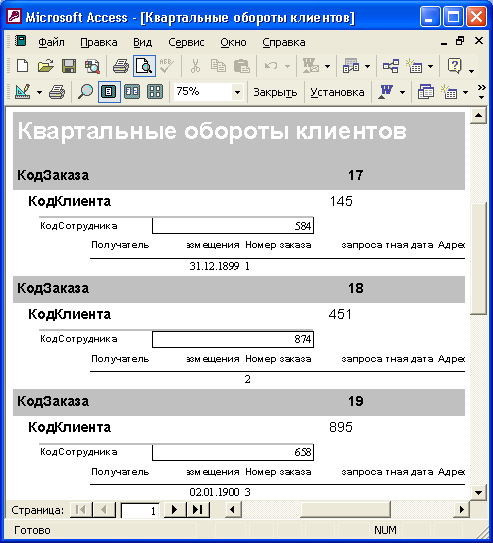 Microsoft Access - [Квартальные обороты клиентов]
Файл Правка Вид Сервис Окно Справка
75% Закрыть Установка
Квартальные обороты клиентов
КодЗаказа 17
КодКлиента 145
КодСотрудника 584
Получатель змещения Номер заказа запроса тная дата Адрес
31.12.1899 1
КодЗаказа 18
КодКлиента 451
КодСотрудника 874
Получатель змещения Номер заказа запроса тная дата Адрес
2
КодЗаказа 19
КодКлиента 895
КодСотрудника 658
Получатель змещения Номер заказа запроса тная дата Адрес
02.01.1900 3
Страница: 1
Готово NUM